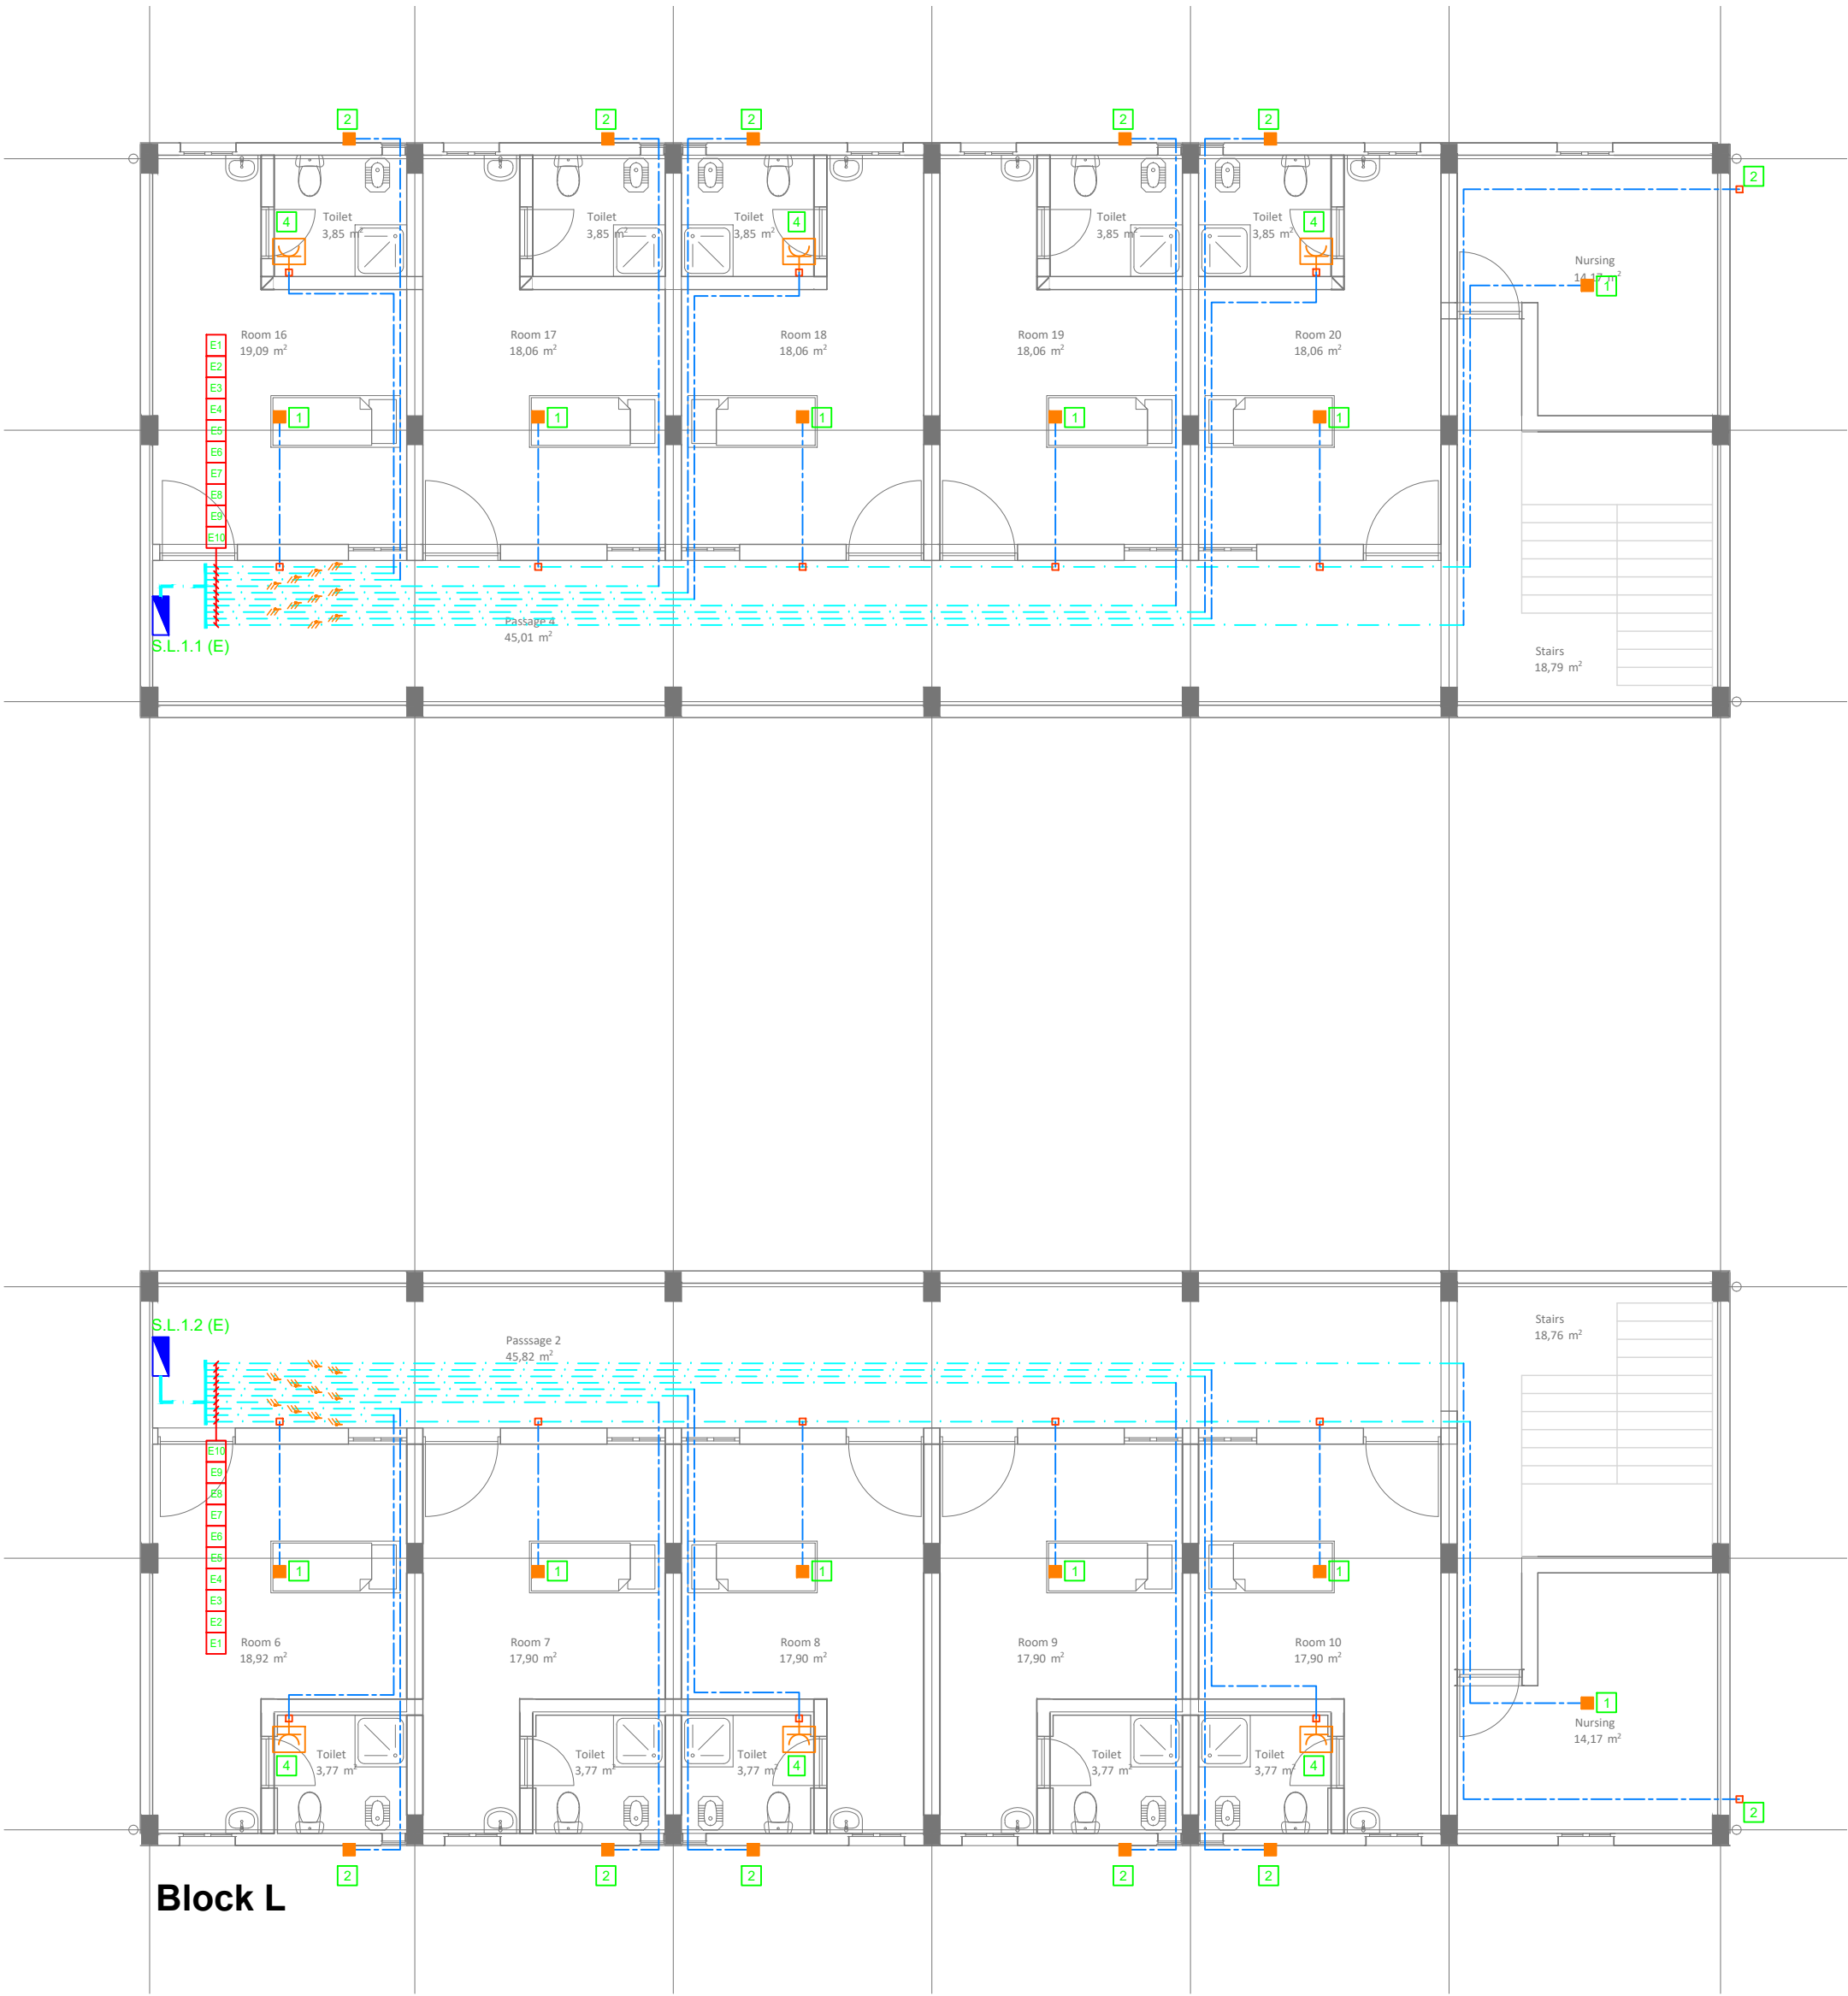 2
2
2
2
2
2
4
Toilet
3,85 m²
Toilet
3,85 m²
Toilet
3,85 m²
4
Toilet
3,85 m²
Toilet
3,85 m²
4
Nursing
14,17 m²
1
Room 16
19,09 m²
Room 17
18,06 m²
Room 18
18,06 m²
Room 19
18,06 m²
Room 20
18,06 m²
E1
E2
E3
E4
E5
E6
E7
E8
E9
E10
1
1
1
1
1
S.L.1.1 (E)
Passage 4
45,01 m²
Stairs
18,79 m²
S.L.1.2 (E)
Passsage 2
45,82 m²
Stairs
18,76 m²
E10
E9
E8
E7
E6
E5
E4
E3
E2
E1
1
1
1
1
1
Room 6
18,92 m²
Room 7
17,90 m²
Room 8
17,90 m²
Room 9
17,90 m²
Room 10
17,90 m²
1
Nursing
14,17 m²
4
Toilet
3,77 m²
Toilet
3,77 m²
Toilet
3,77 m²
4
Toilet
3,77 m²
Toilet
3,77 m²
4
2
2
2
2
2
2
Block L